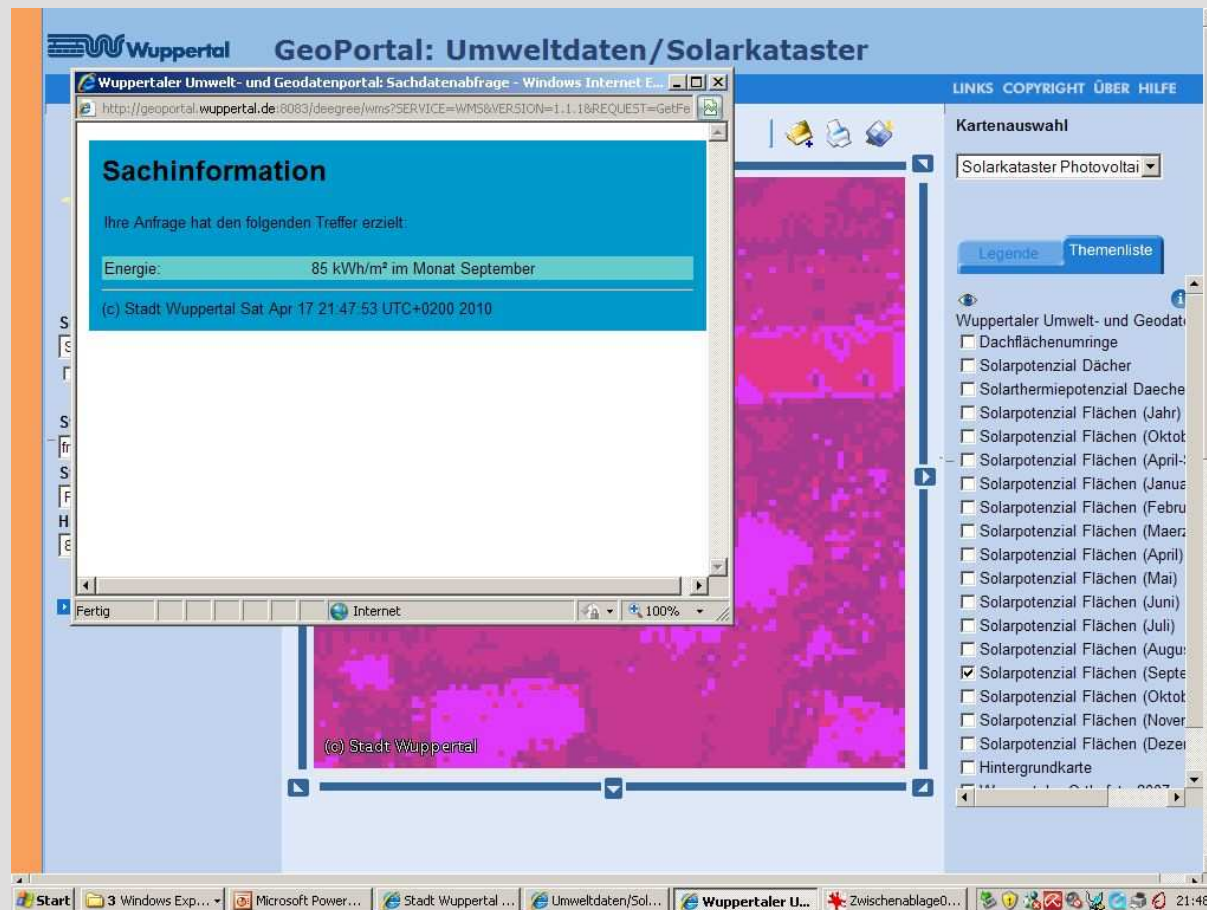 Wuppertal
GeoPortal: Umweltdaten/Solarkataster
LINKS COPYRIGHT ÜBER HILFE
Wuppertaler Umwelt- und Geodatenportal: Sachdatenabfrage - Windows Internet E...
http://geoportal.wuppertal.de:8083/deegree/wms?SERVICE=WMS&VERSION=1.1.1&REQUEST=GetFe
Sachinformation
Ihre Anfrage hat den folgenden Treffer erzielt:
Energie: 85 kWh/m² im Monat September
(c) Stadt Wuppertal Sat Apr 17 21:47:53 UTC+0200 2010
Fertig
Internet
100%
(c) Stadt Wuppertal
Kartenauswahl
Solarkataster Photovoltai
Legende
Themenliste
Wuppertaler Umwelt- und Geodat
Dachflächenumringe
Solarpotenzial Dächer
Solarthermiepotenzial Daeche
Solarpotenzial Flächen (Jahr)
Solarpotenzial Flächen (Oktob
Solarpotenzial Flächen (April-
Solarpotenzial Flächen (Janua
Solarpotenzial Flächen (Febru
Solarpotenzial Flächen (Maerz
Solarpotenzial Flächen (April)
Solarpotenzial Flächen (Mai)
Solarpotenzial Flächen (Juni)
Solarpotenzial Flächen (Juli)
Solarpotenzial Flächen (Augu
Solarpotenzial Flächen (Septe
Solarpotenzial Flächen (Oktob
Solarpotenzial Flächen (Nover
Solarpotenzial Flächen (Dezer
Hintergrundkarte
Start
3 Windows Exp...
Microsoft Power...
Stadt Wuppertal ...
Umweltdaten/Sol...
Wuppertaler U...
Zwischenablage0...
21:48